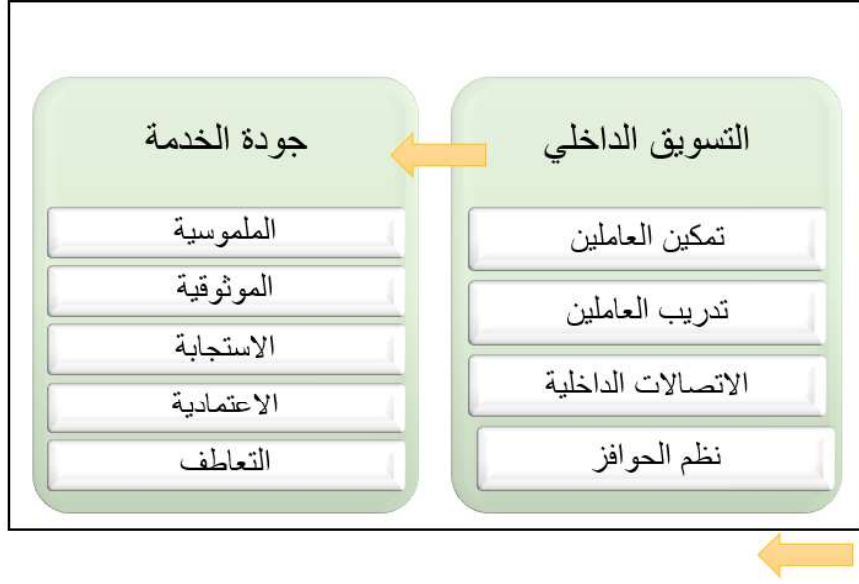 التسويق الداخلي
تمكين العاملين
تدريب العاملين
الاتصالات الداخلية
نظم الحوافز
جودة الخدمة
الملموسية
الموثوقية
الاستجابة
الاعتمادية
التعاطف